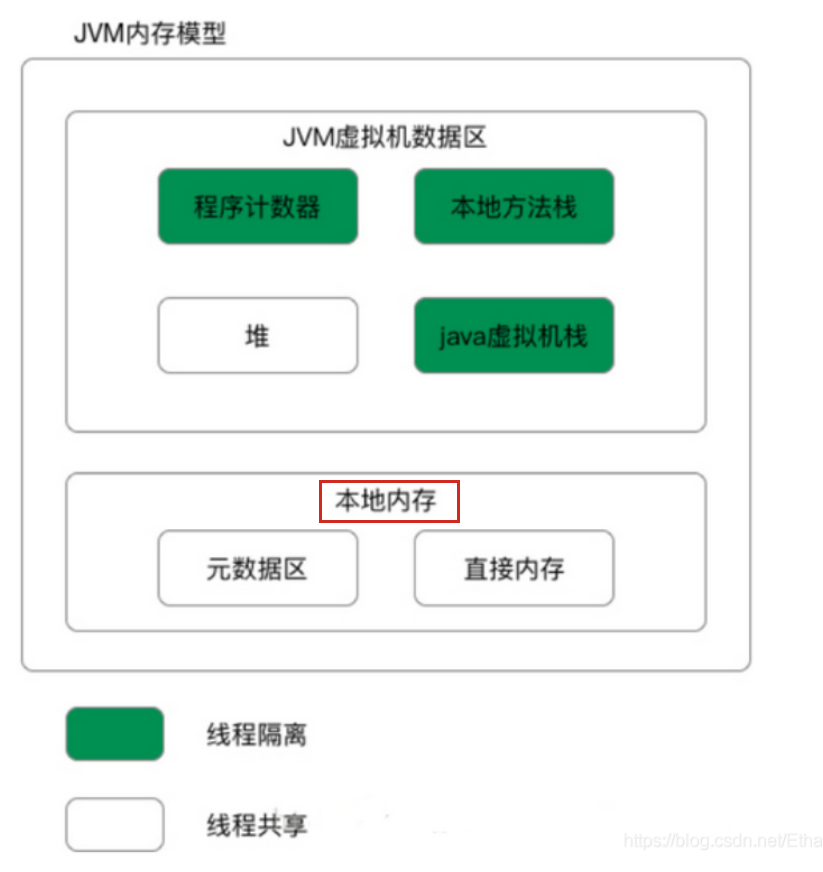 JVM内存模型
JVM虚拟机数据区
程序计数器
本地方法栈
堆
java虚拟机栈
本地内存
元数据区
直接内存
线程隔离
线程共享
https://blog.csdn.net/Etha